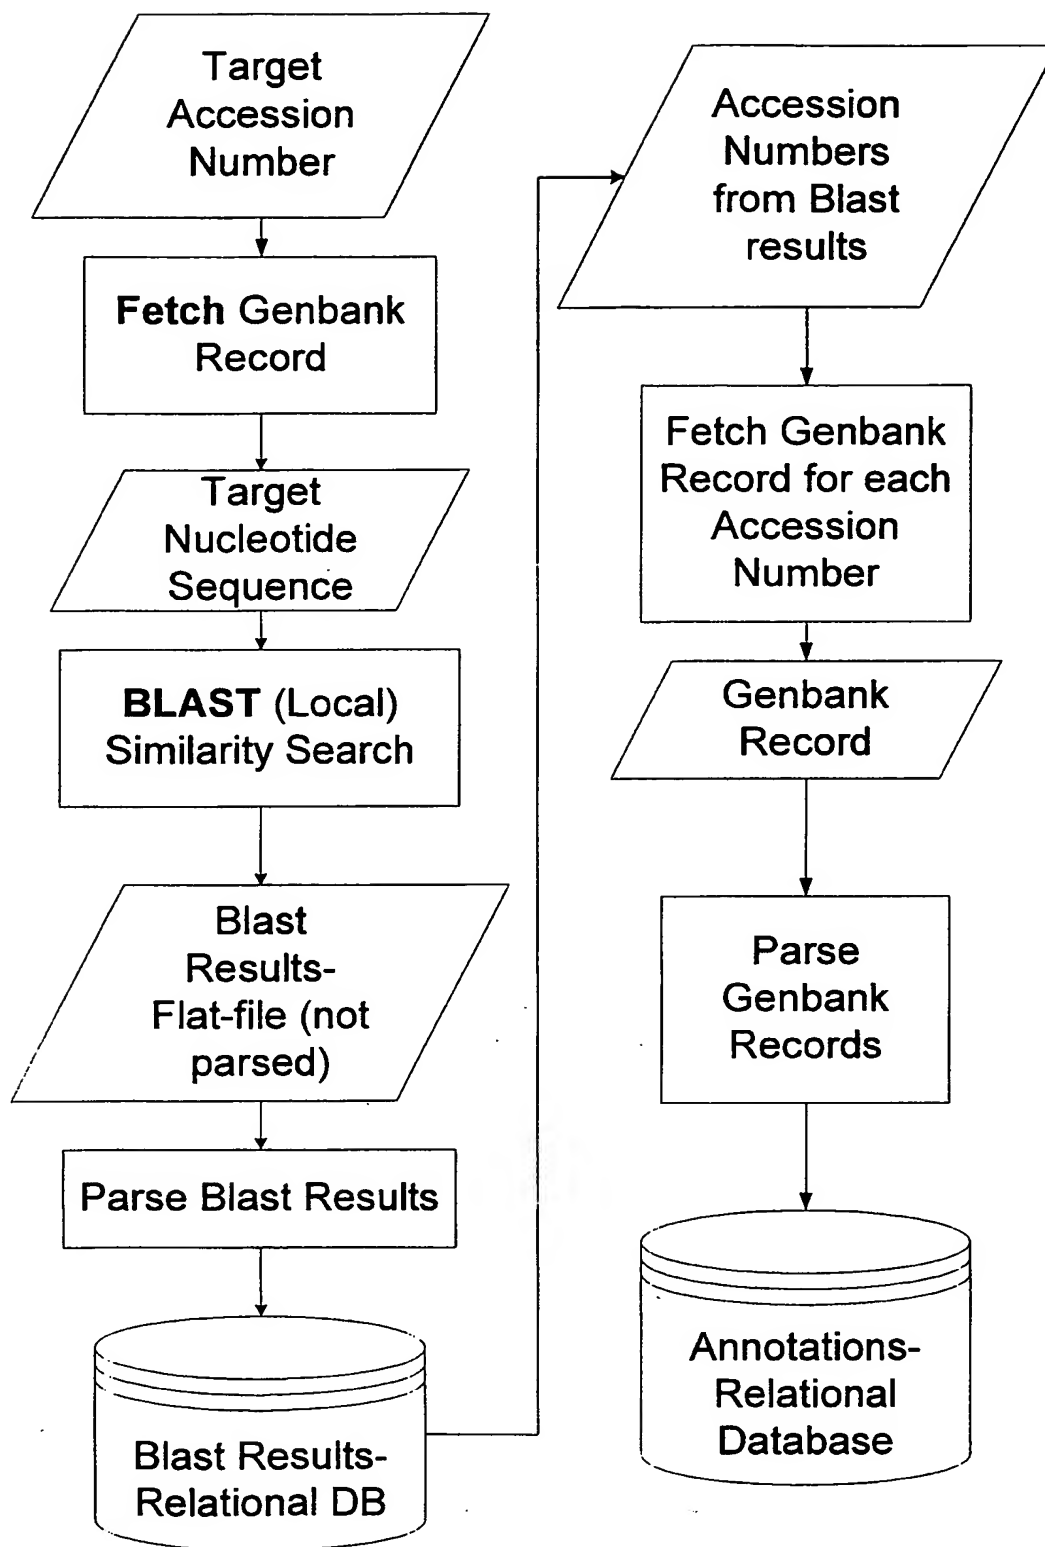 Target
Accession
Number
Fetch Genbank
Record
Target
Nucleotide
Sequence
BLAST (Local)
Similarity Search
Blast
Results-
Flat-file (not
parsed)
Parse Blast Results
Blast Results-
Relational DB
Accession
Numbers
from Blast
results
Fetch Genbank
Record for each
Accession
Number
Genbank
Record
Parse
Genbank
Records
Annotations-
Relational
Database